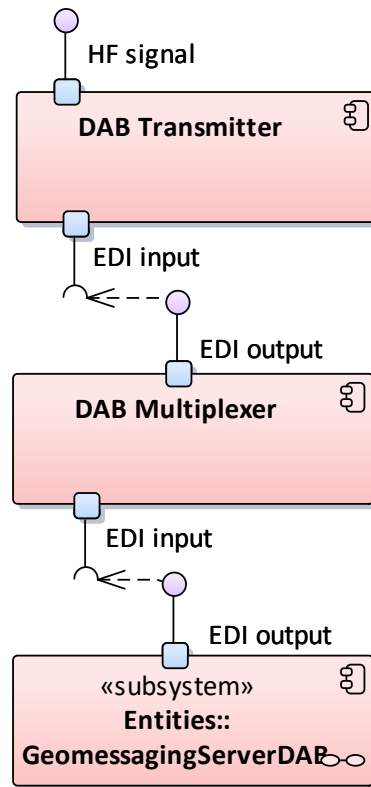 HF signal
DAB Transmitter
EDI input
EDI output
DAB Multiplexer
EDI input
EDI output
«subsystem»
Entities::
GeomessagingServerDAB